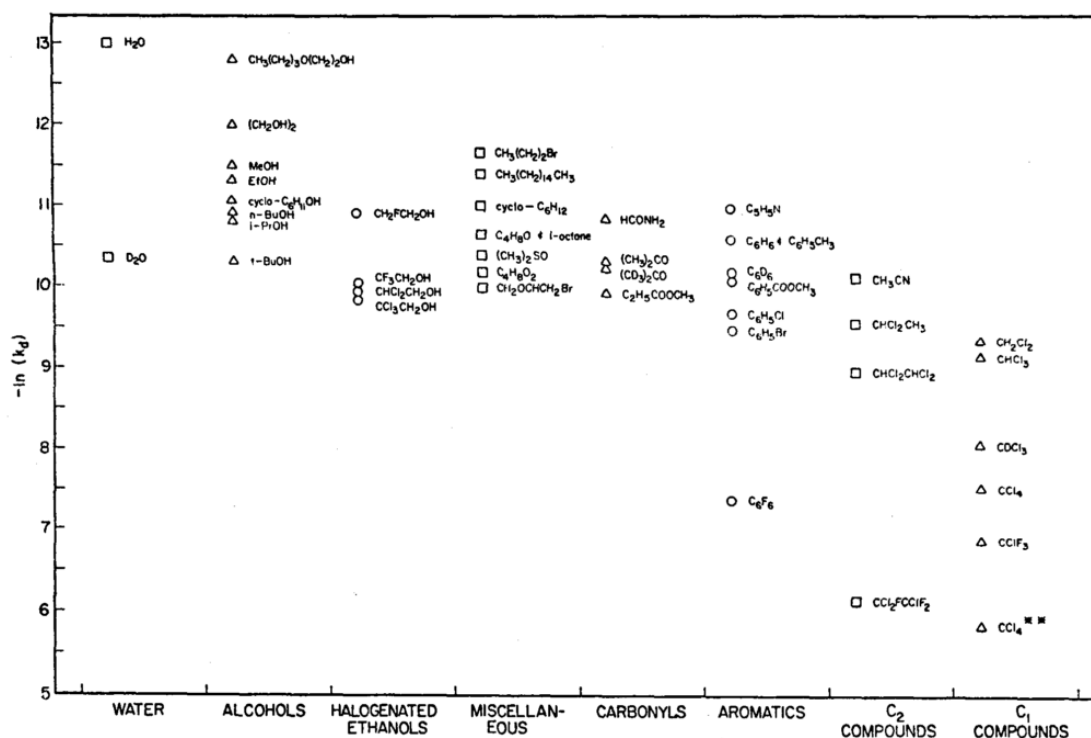 -ln (kd)
13
12
11
10
9
8
7
6
5
H2O
D2O
CH3(CH2)3O(CH2)2OH
(CH2OH)2
MeOH
EtOH
cyclo-C6H11OH
n-BuOH
i-PrOH
t-BuOH
CH2FCH2OH
CF3CH2OH
CHCl2CH2OH
CCl3CH2OH
CH3(CH2)2Br
CH3(CH2)14CH3
cyclo-C6H12
C4H8O & i-octane
(CH3)2SO
C4H8O2
CH2OCHCH2Br
HCONH2
(CH3)2CO
(CD3)2CO
C2H5COOCH3
C5H5N
C6H6 & C6H5CH3
C6D6
C6H5COOCH3
C6H5Cl
C6H5Br
C6F6
CH3CN
CHCl2CH3
CHCl2CHCl2
CCl2FCClF2
CH2Cl2
CHCl3
CDCl3
CCl4
CClF3
CCl4**
WATER
ALCOHOLS
HALOGENATED
ETHANOLS
MISCELLAN-
EOUS
CARBONYLS
AROMATICS
C2
COMPOUNDS
C1
COMPOUNDS